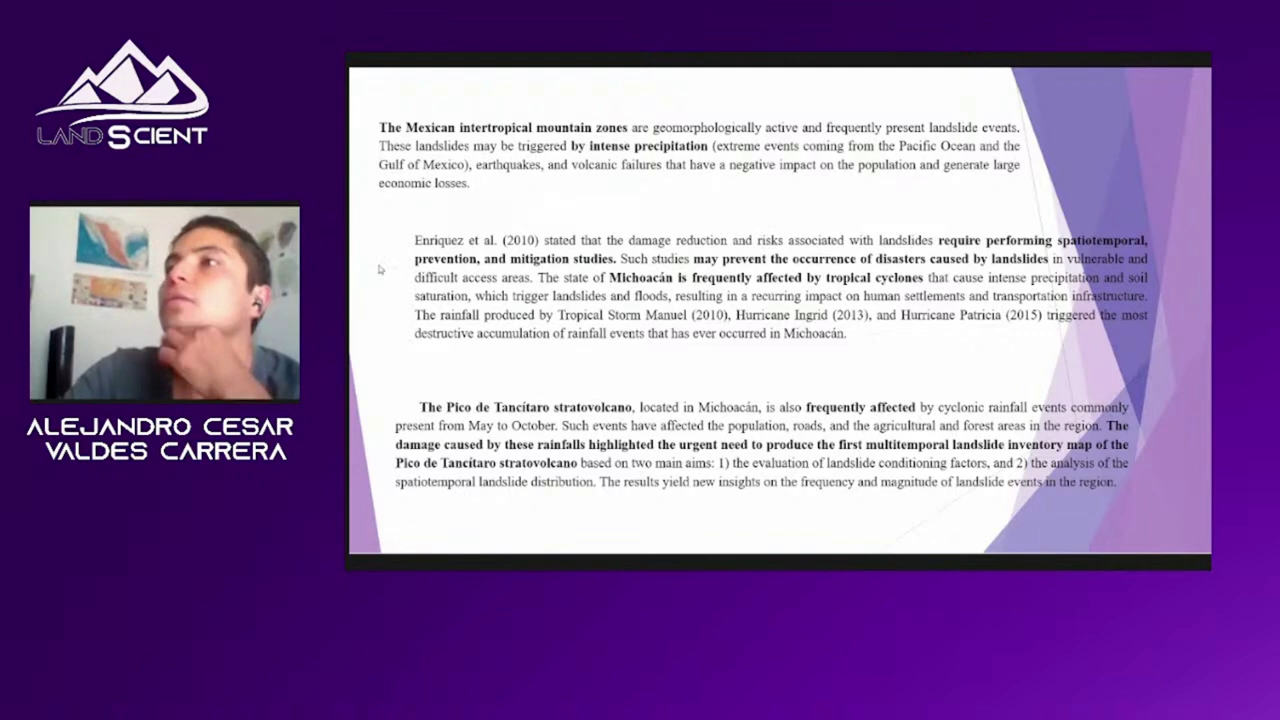 LANDSCIENT
ALEJANDRO CESAR
VALDES CARRERA
The Mexican intertropical mountain zones are geomorphologically active and frequently present landslide events.
These landslides may be triggered by intense precipitation (extreme events coming from the Pacific Ocean and the
Gulf of Mexico), earthquakes, and volcanic failures that have a negative impact on the population and generate large
economic losses.
Enriquez et al. (2010) stated that the damage reduction and risks associated with landslides require performing spatiotemporal,
prevention, and mitigation studies. Such studies may prevent the occurrence of disasters caused by landslides in vulnerable and
difficult access areas. The state of Michoacán is frequently affected by tropical cyclones that cause intense precipitation and soil
saturation, which trigger landslides and floods, resulting in a recurring impact on human settlements and transportation infrastructure.
The rainfall produced by Tropical Storm Manuel (2010), Hurricane Ingrid (2013), and Hurricane Patricia (2015) triggered the most
destructive accumulation of rainfall events that has ever occurred in Michoacán.
The Pico de Tancítaro stratovolcano, located in Michoacán, is also frequently affected by cyclonic rainfall events commonly
present from May to October. Such events have affected the population, roads, and the agricultural and forest areas in the region. The
damage caused by these rainfalls highlighted the urgent need to produce the first multitemporal landslide inventory map of the
Pico de Tancítaro stratovolcano based on two main aims: 1) the evaluation of landslide conditioning factors, and 2) the analysis of the
spatiotemporal landslide distribution. The results yield new insights on the frequency and magnitude of landslide events in the region.